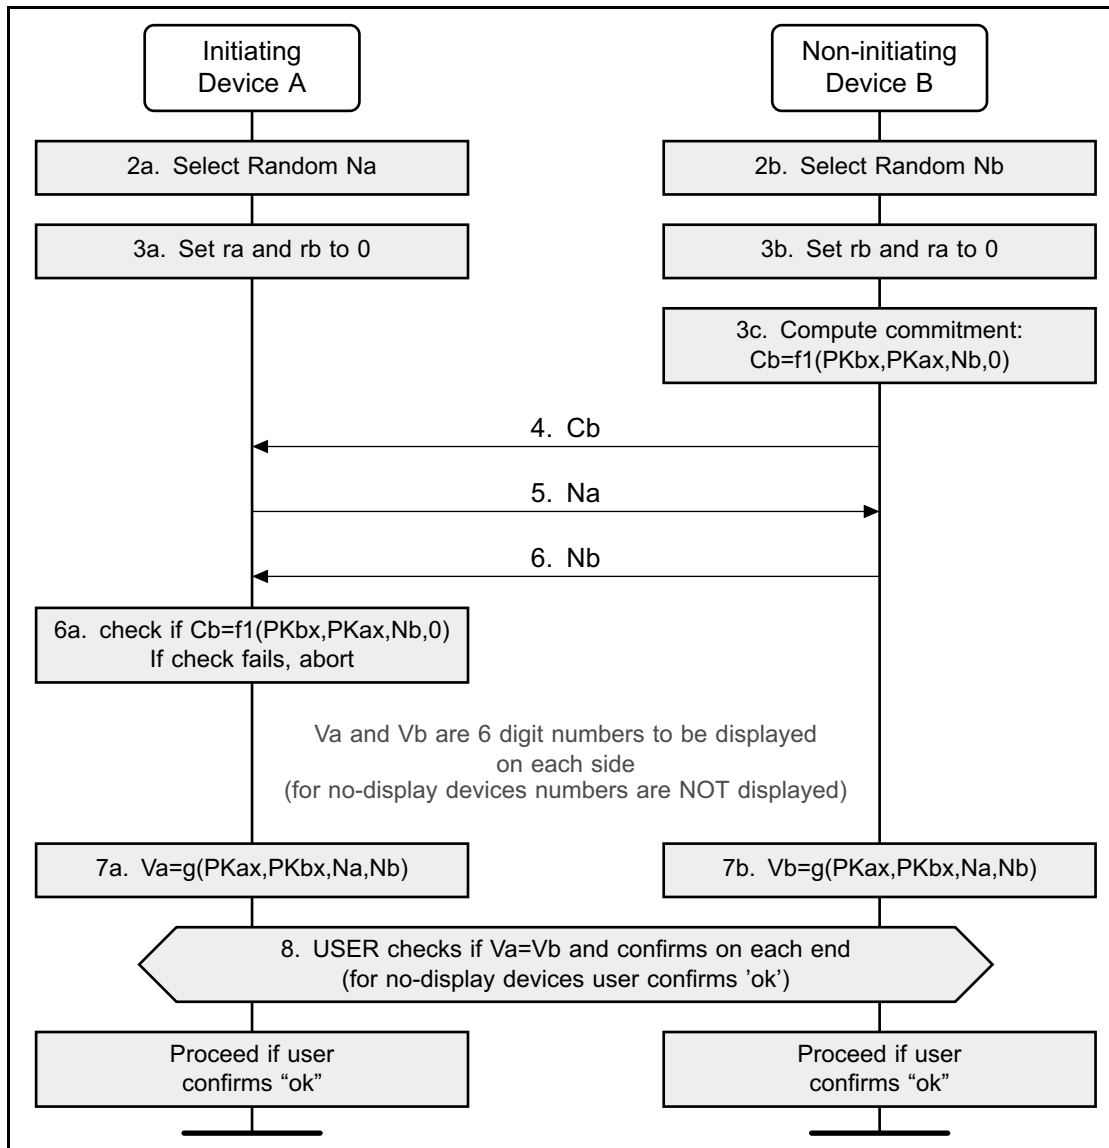 Initiating
Device A
Non-initiating
Device B
2a. Select Random Na
2b. Select Random Nb
3a. Set ra and rb to 0
3b. Set rb and ra to 0
3c. Compute commitment:
Cb=f1(PKbx,PKax,Nb,0)
4. Cb
5. Na
6. Nb
6a. check if Cb=f1(PKbx,PKax,Nb,0)
If check fails, abort
Va and Vb are 6 digit numbers to be displayed
on each side
(for no-display devices numbers are NOT displayed)
7a. Va=g(PKax,PKbx,Na,Nb)
7b. Vb=g(PKax,PKbx,Na,Nb)
8. USER checks if Va=Vb and confirms on each end
(for no-display devices user confirms ’ok’)
Proceed if user
confirms “ok”
Proceed if user
confirms “ok”